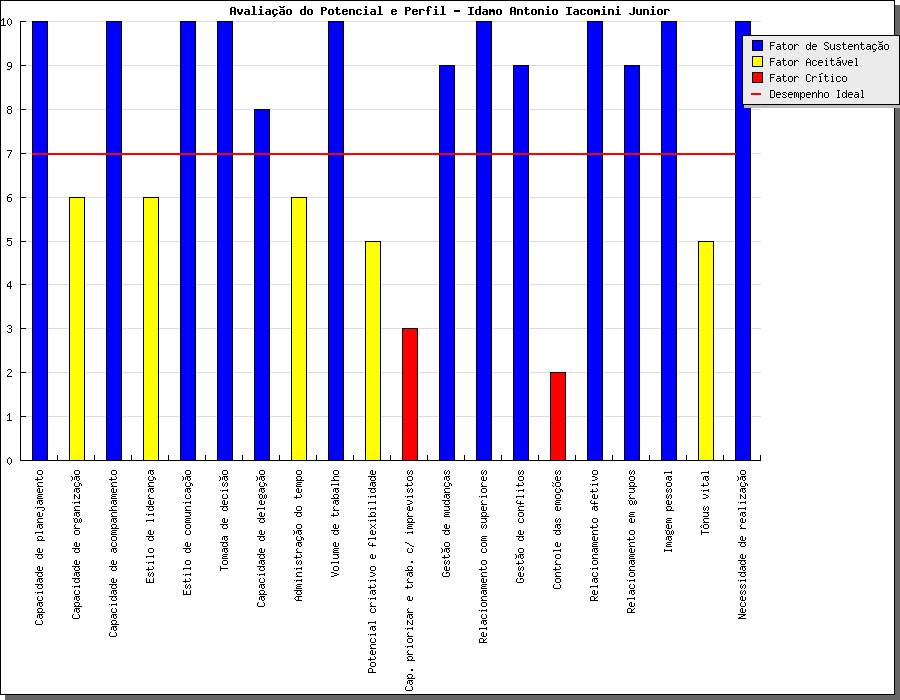 Avaliação do Potencial e Perfil - Idamo Antonio Iacomini Junior
10
9
8
7
6
5
4
3
2
1
0
Fator de Sustentação
Fator Aceitável
Fator Crítico
Desempenho Ideal
Capacidade de planejamento
Capacidade de organização
Capacidade de acompanhamento
Estilo de liderança
Estilo de comunicação
Tomada de decisão
Capacidade de delegação
Administração do tempo
Volume de trabalho
Potencial criativo e flexibilidade
Cap. priorizar e trab. c/ imprevistos
Gestão de mudanças
Relacionamento com superiores
Gestão de conflitos
Controle das emoções
Relacionamento afetivo
Relacionamento em grupos
Imagem pessoal
Tônus vital
Necessidade de realização